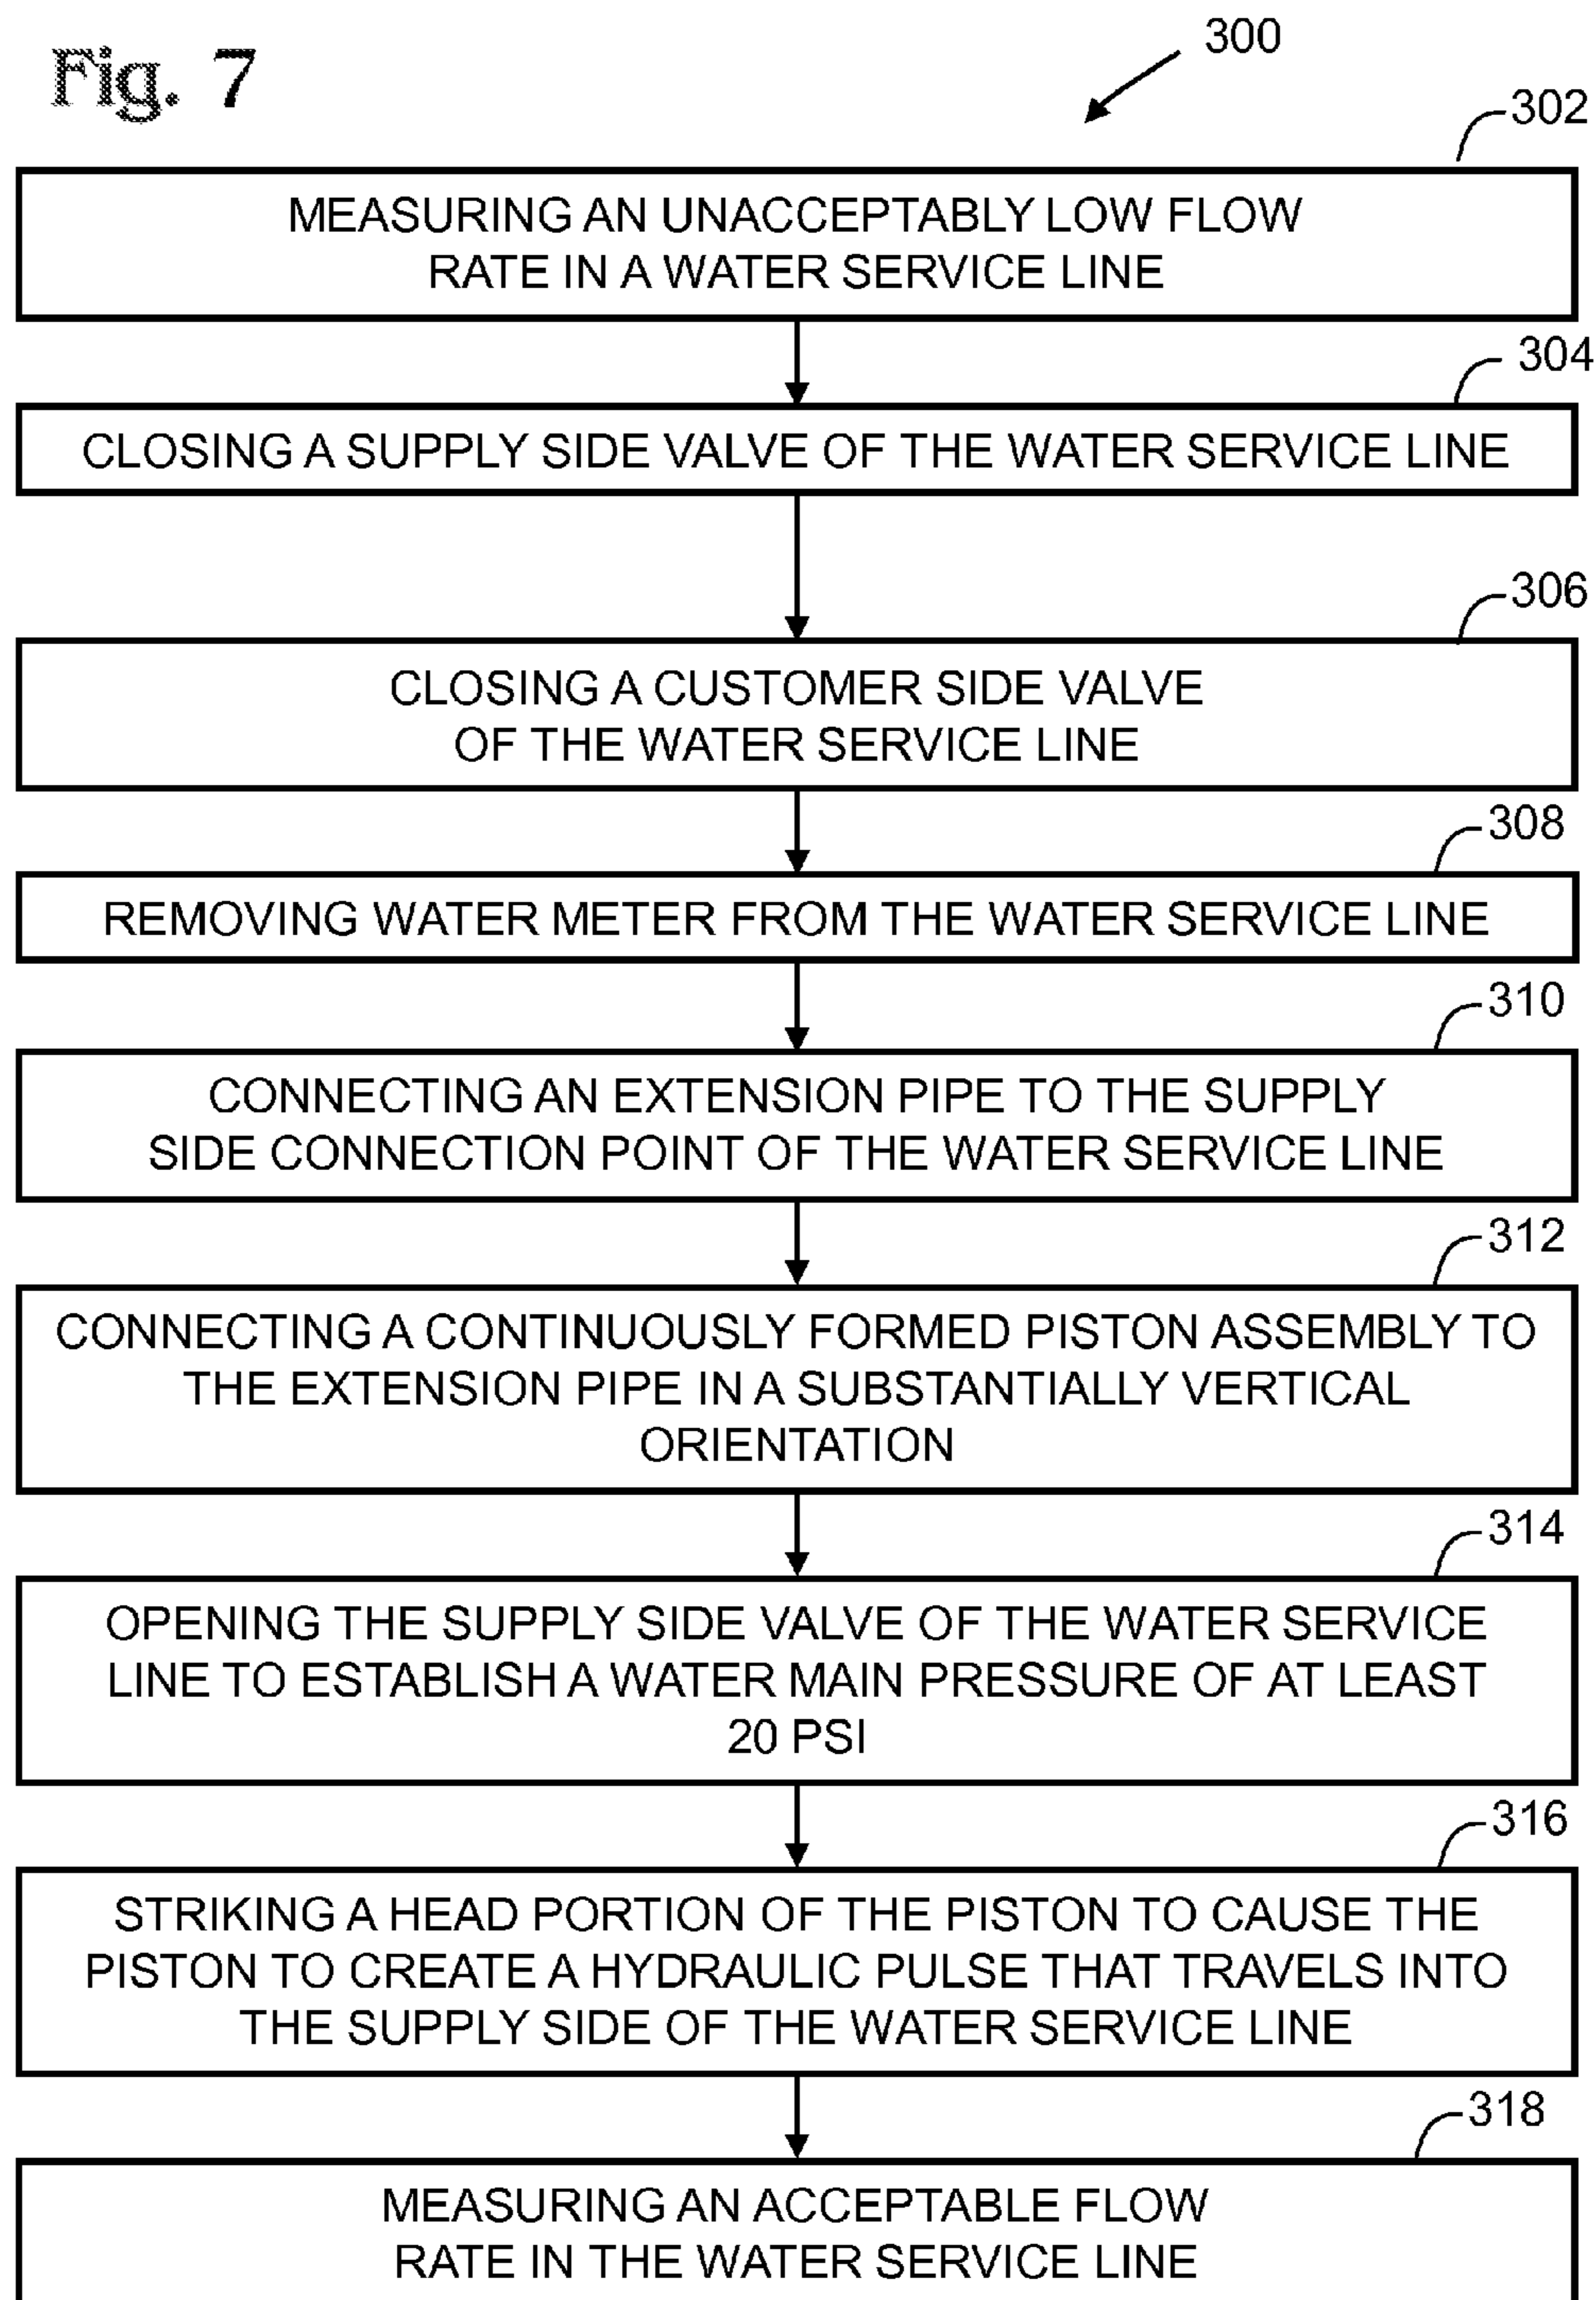 Fig. 7
300
302
MEASURING AN UNACCEPTABLY LOW FLOW
RATE IN A WATER SERVICE LINE
304
CLOSING A SUPPLY SIDE VALVE OF THE WATER SERVICE LINE
306
CLOSING A CUSTOMER SIDE VALVE
OF THE WATER SERVICE LINE
308
REMOVING WATER METER FROM THE WATER SERVICE LINE
310
CONNECTING AN EXTENSION PIPE TO THE SUPPLY
SIDE CONNECTION POINT OF THE WATER SERVICE LINE
312
CONNECTING A CONTINUOUSLY FORMED PISTON ASSEMBLY TO
THE EXTENSION PIPE IN A SUBSTANTIALLY VERTICAL
ORIENTATION
314
OPENING THE SUPPLY SIDE VALVE OF THE WATER SERVICE
LINE TO ESTABLISH A WATER MAIN PRESSURE OF AT LEAST
20 PSI
316
STRIKING A HEAD PORTION OF THE PISTON TO CAUSE THE
PISTON TO CREATE A HYDRAULIC PULSE THAT TRAVELS INTO
THE SUPPLY SIDE OF THE WATER SERVICE LINE
318
MEASURING AN ACCEPTABLE FLOW
RATE IN THE WATER SERVICE LINE